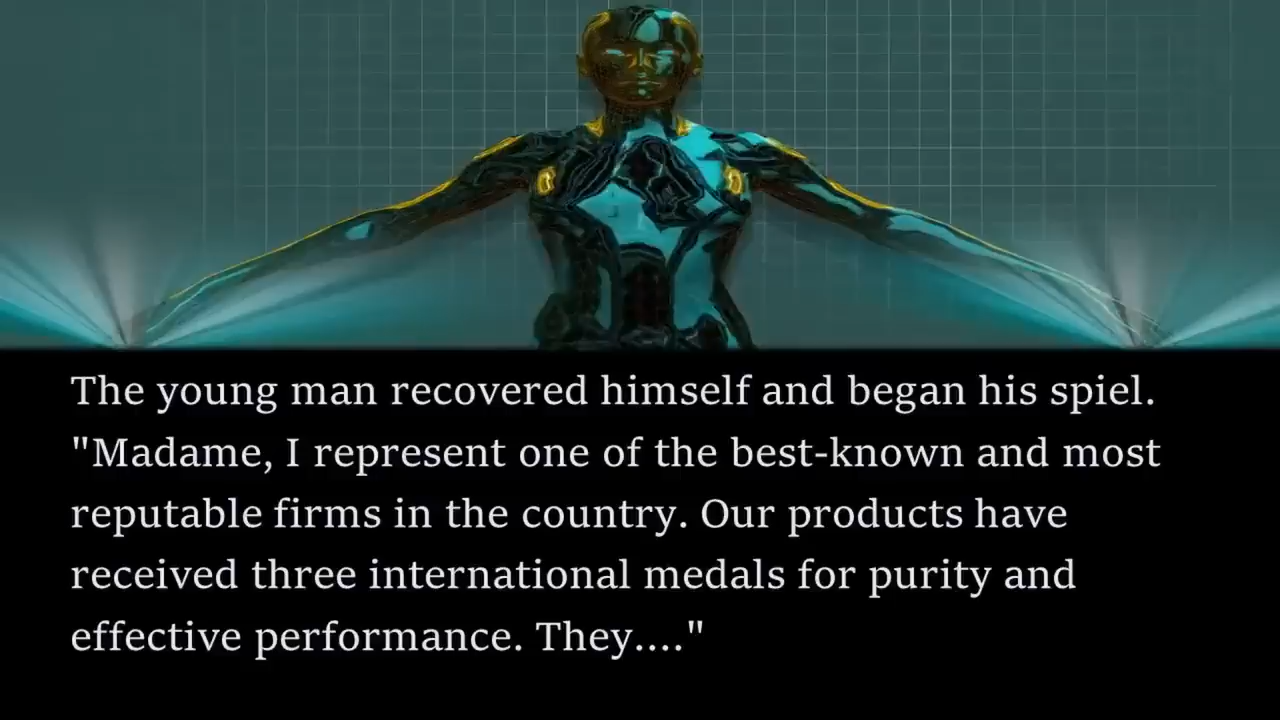 The young man recovered himself and began his spiel.
"Madame, I represent one of the best-known and most
reputable firms in the country. Our products have
received three international medals for purity and
effective performance. They...."